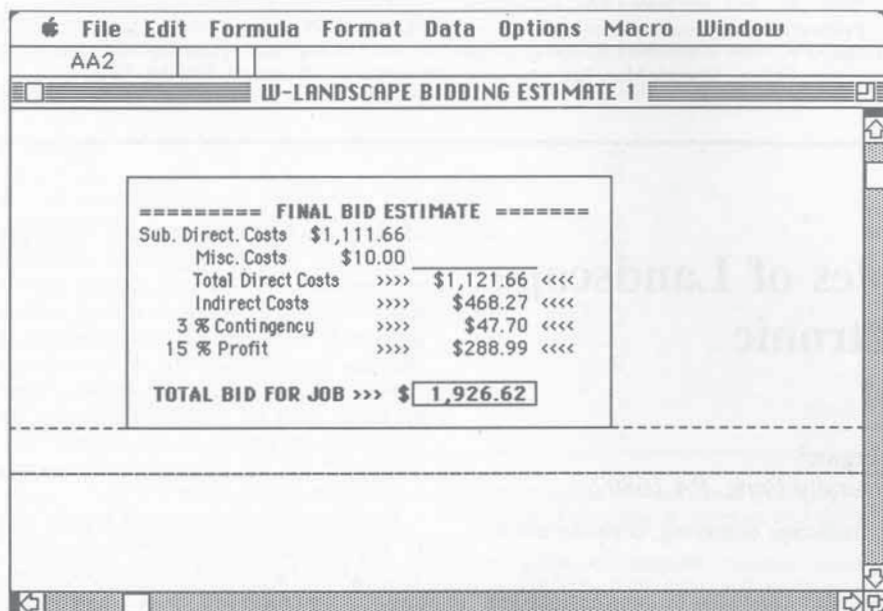 File Edit Formula Format Data Options Macro Window
AA2
W-LANDSCAPE BIDDING ESTIMATE 1
========= FINAL BID ESTIMATE =======
Sub. Direct. Costs $1,111.66
Misc. Costs $10.00
Total Direct Costs >>>> $1,121.66 <<<<
Indirect Costs >>>> $468.27 <<<<
3 % Contingency >>>> $47.70 <<<<
15 % Profit >>>> $288.99 <<<<
TOTAL BID FOR JOB >>> $ 1,926.62